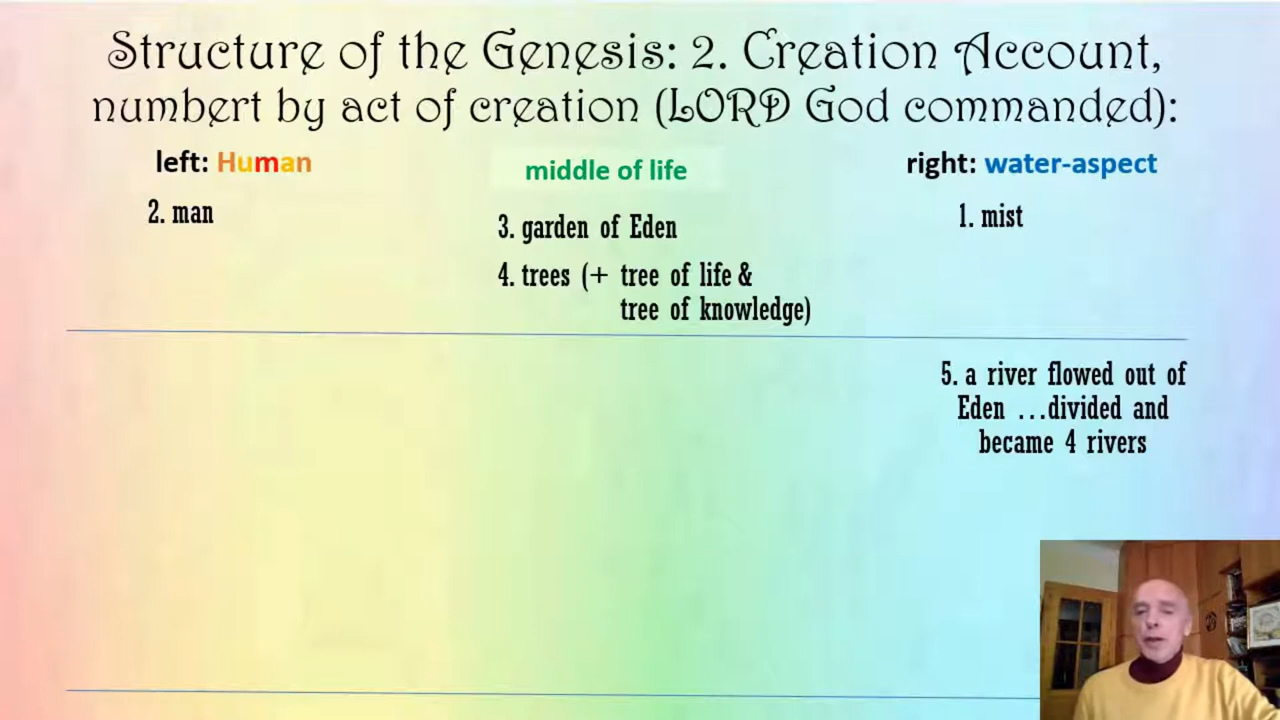 Structure of the Genesis: 2. Creation Account,
numbert by act of creation (LORD God commanded):
left: Human
middle of life
right: water-aspect
2. man
3. garden of Eden
1. mist
4. trees (+ tree of life &
tree of knowledge)
5. a river flowed out of
Eden ...divided and
became 4 rivers